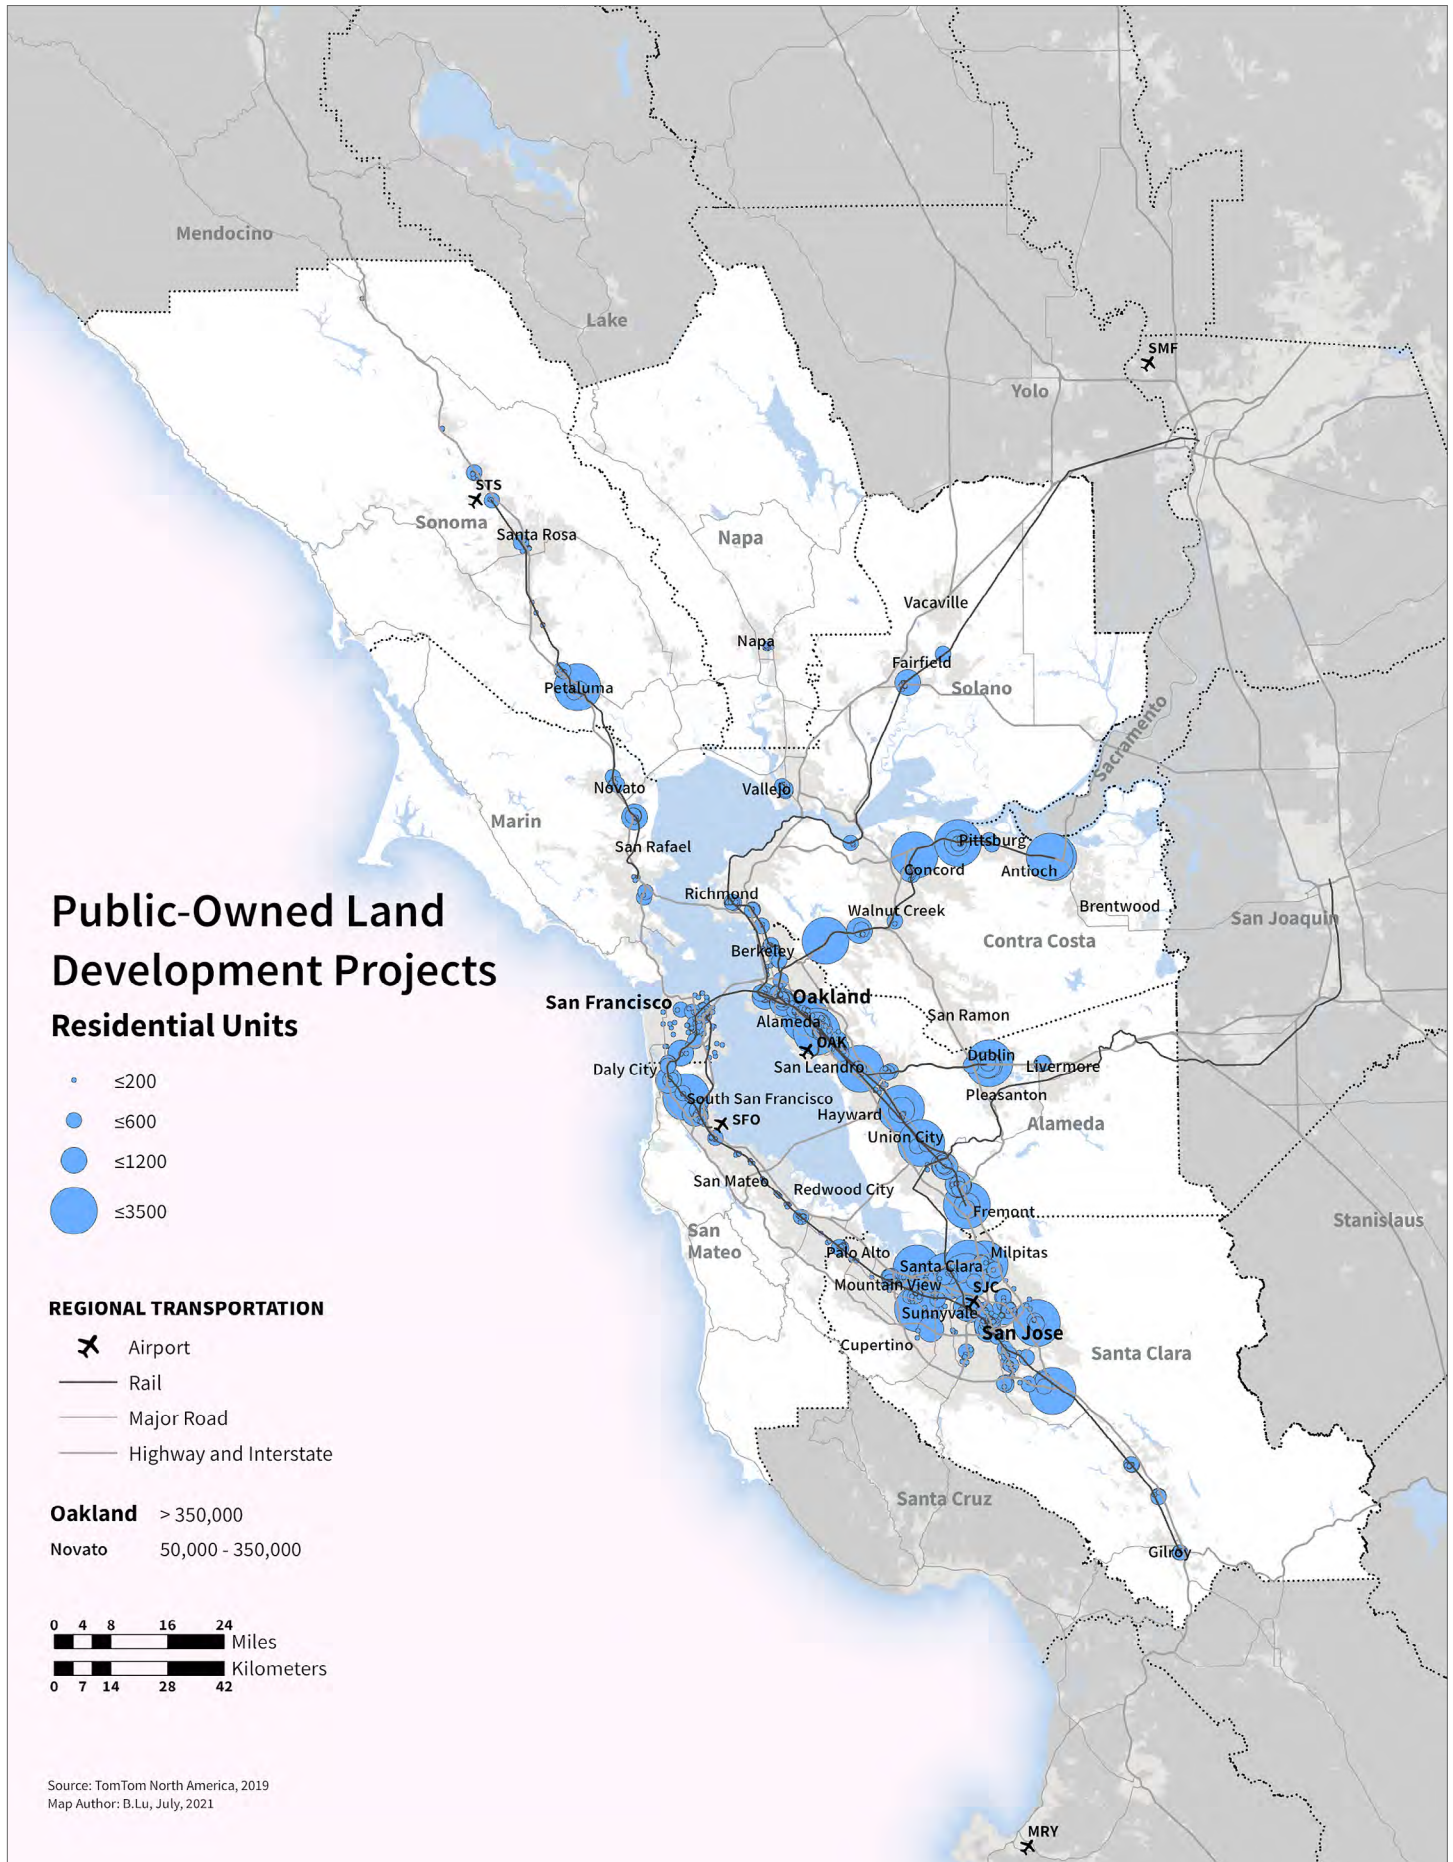 Mendocino
Lake
SMF
Yolo
STS
Sonoma
Santa Rosa
Napa
Vacaville
Napa
Fairfield
Solano
Petaluma
Sacramento
Novato
Vallejo
Marin
San Rafael
Pittsburg
Concord
Antioch
Richmond
Walnut Creek
Brentwood
San Joaquin
Contra Costa
Berkeley
Public-Owned Land
Development Projects
Residential Units
San Francisco
Oakland
Alameda
San Ramon
OAK
Daly City
San Leandro
Dublin
Livermore
Pleasanton
South San Francisco
SFO
Hayward
Alameda
Union City
San Mateo
Redwood City
Fremont
Stanislaus
San
Mateo
Palo Alto
Milpitas
Santa Clara
Mountain View
SJC
Sunnyvale
San Jose
Cupertino
Santa Clara
Santa Cruz
Gilroy
MRY
≤200
≤600
≤1200
≤3500
REGIONAL TRANSPORTATION
Airport
Rail
Major Road
Highway and Interstate
Oakland > 350,000
Novato 50,000 - 350,000
0 4 8 16 24
Miles
Kilometers
0 7 14 28 42
Source: TomTom North America, 2019
Map Author: B.Lu, July, 2021